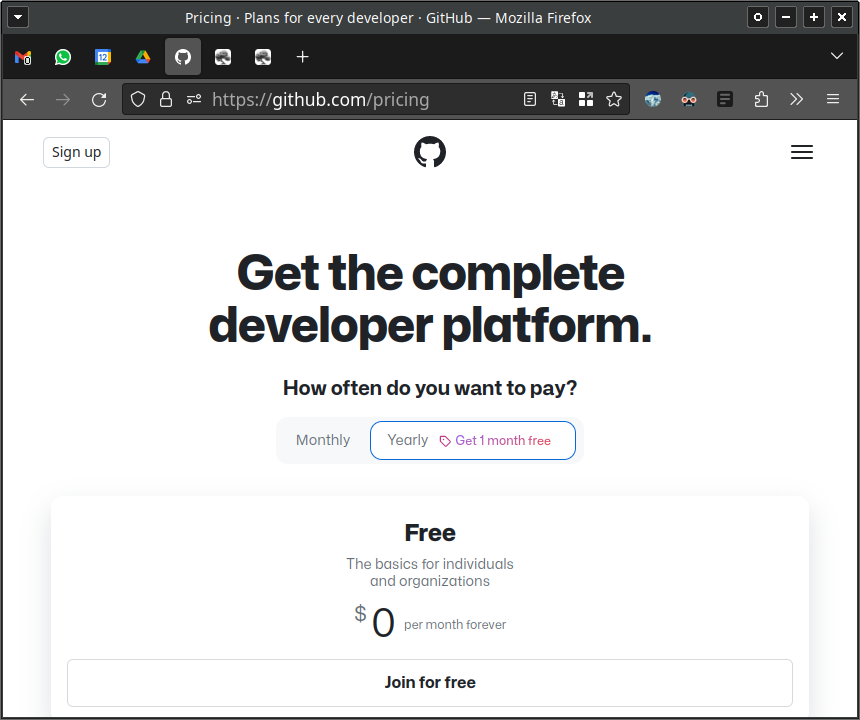 Pricing · Plans for every developer · GitHub — Mozilla Firefox
12
https://github.com/pricing
Sign up
Get the complete
developer platform.
How often do you want to pay?
Monthly
Yearly Get 1 month free
Free
The basics for individuals
and organizations
$ 0 per month forever
Join for free